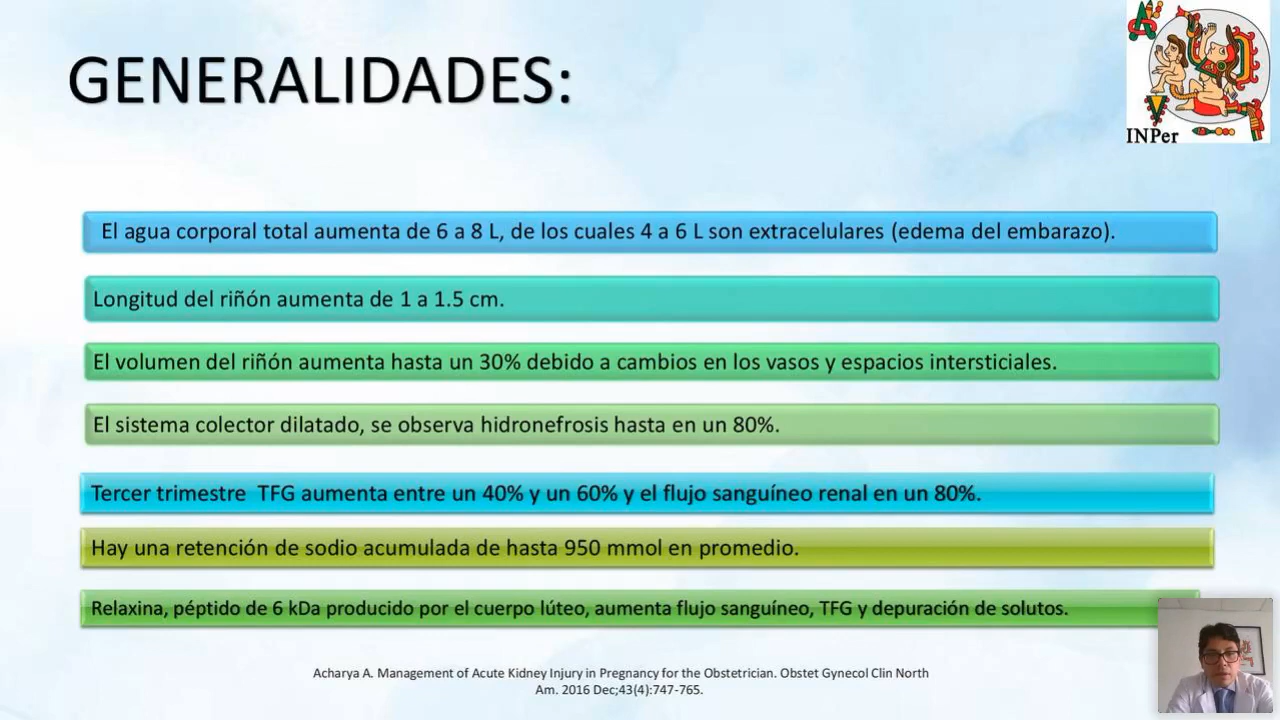 GENERALIDADES:
INPer
El agua corporal total aumenta de 6 a 8 L, de los cuales 4 a 6 L son extracelulares (edema del embarazo).
Longitud del riñón aumenta de 1 a 1.5 cm.
El volumen del riñón aumenta hasta un 30% debido a cambios en los vasos y espacios intersticiales.
El sistema colector dilatado, se observa hidronefrosis hasta en un 80%.
Tercer trimestre TFG aumenta entre un 40% y un 60% y el flujo sanguíneo renal en un 80%.
Hay una retención de sodio acumulada de hasta 950 mmol en promedio.
Relaxina, péptido de 6 kDa producido por el cuerpo lúteo, aumenta flujo sanguíneo, TFG y depuración de solutos.
Acharya A. Management of Acute Kidney Injury in Pregnancy for the Obstetrician. Obstet Gynecol Clin North
Am. 2016 Dec;43(4):747-765.